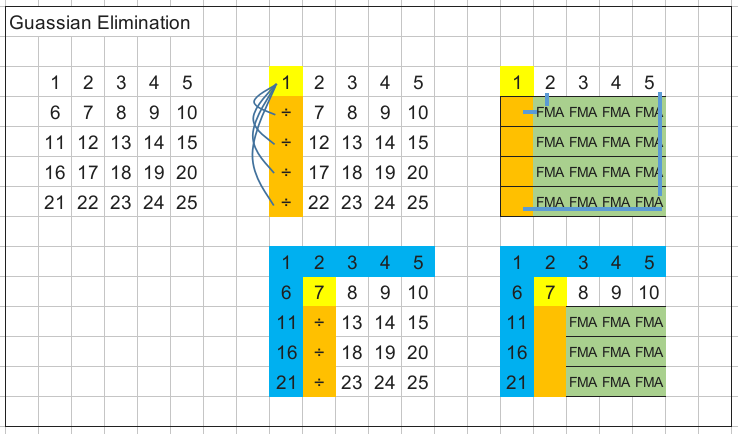 Guassian Elimination
1 2 3 4 5
6 7 8 9 10
11 12 13 14 15
16 17 18 19 20
21 22 23 24 25
1 2 3 4 5
÷ 7 8 9 10
÷ 12 13 14 15
÷ 17 18 19 20
÷ 22 23 24 25
1 2 3 4 5
FMA FMA FMA FMA
FMA FMA FMA FMA
FMA FMA FMA FMA
FMA FMA FMA FMA
1 2 3 4 5
6 7 8 9 10
11 ÷ 13 14 15
16 ÷ 18 19 20
21 ÷ 23 24 25
1 2 3 4 5
6 7 8 9 10
11 FMA FMA FMA
16 FMA FMA FMA
21 FMA FMA FMA